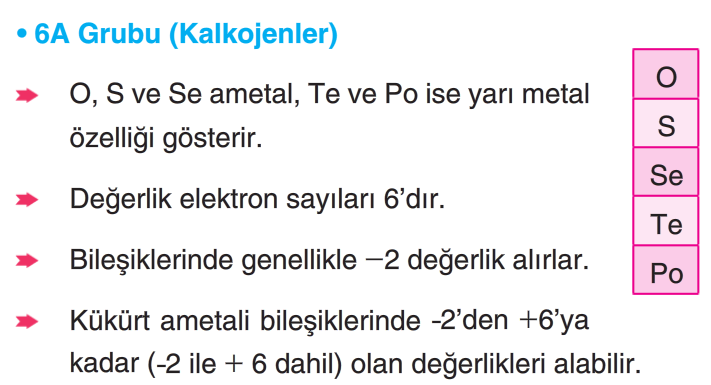 • 6A Grubu (Kalkojenler)
O, S ve Se ametal, Te ve Po ise yarı metal
özelliği gösterir.
Değerlik elektron sayıları 6’dır.
Bileşiklerinde genellikle −2 değerlik alırlar.
Kükürt ametali bileşiklerinde -2’den +6’ya
kadar (-2 ile + 6 dahil) olan değerlikleri alabilir.
O
S
Se
Te
Po